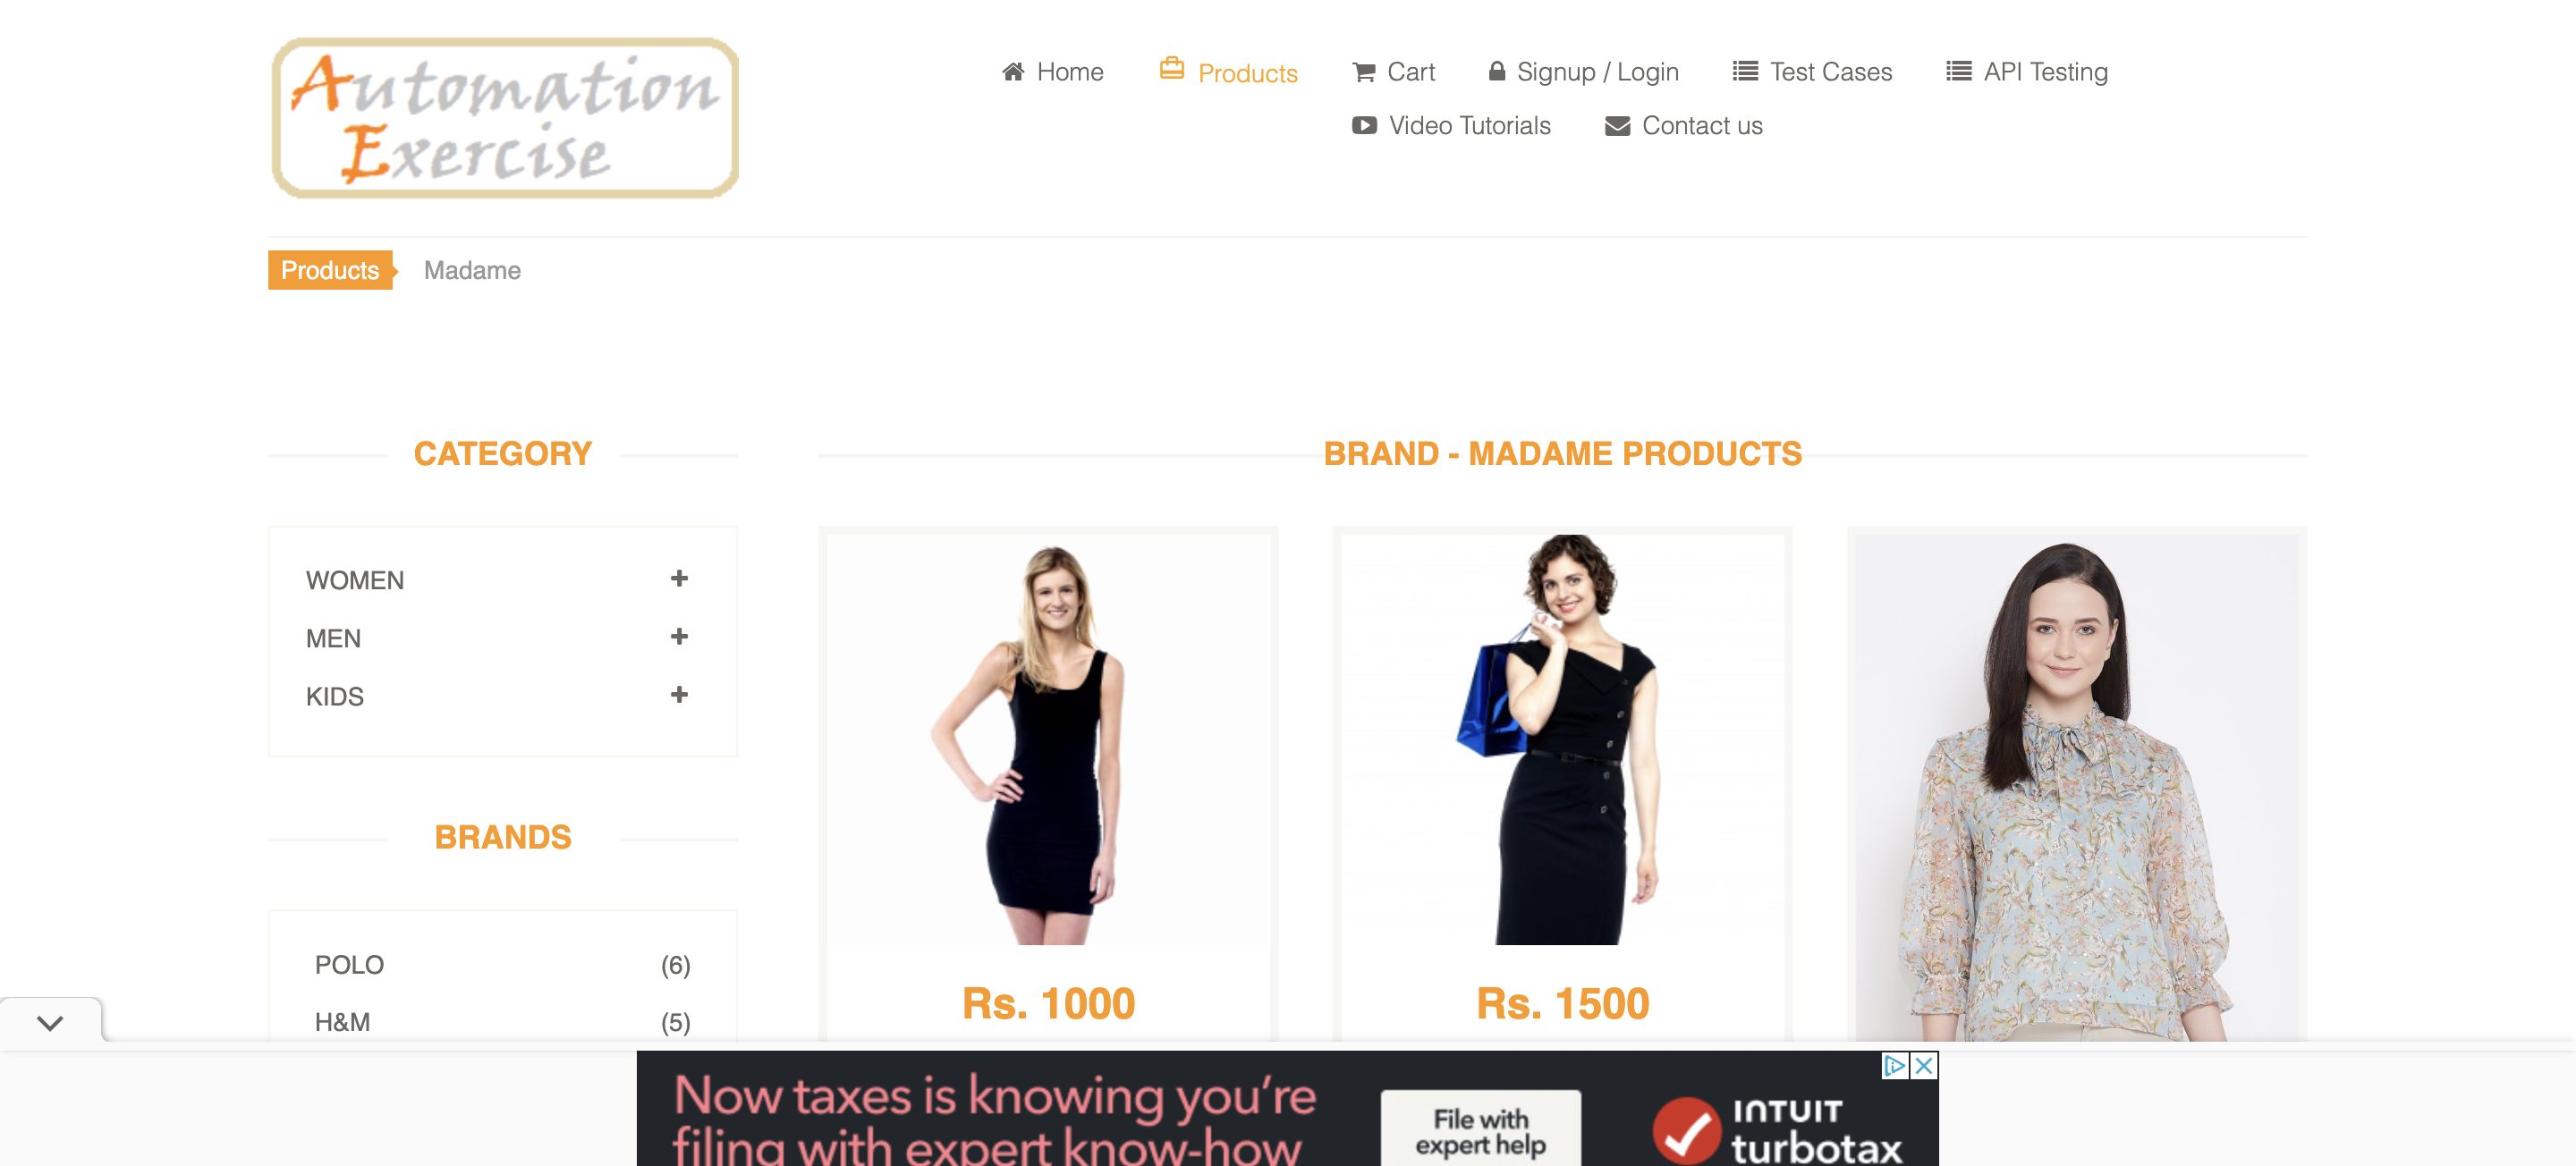 Automation
Exercise
Home
Products
Cart
Signup / Login
Test Cases
API Testing
Video Tutorials
Contact us
Products
Madame
CATEGORY
WOMEN
MEN
KIDS
BRANDS
POLO (6)
H&M (5)
BRAND - MADAME PRODUCTS
Rs. 1000
Rs. 1500
Now taxes is knowing you're
filing with expert know-how
File with
expert help
INTUIT
turbotax